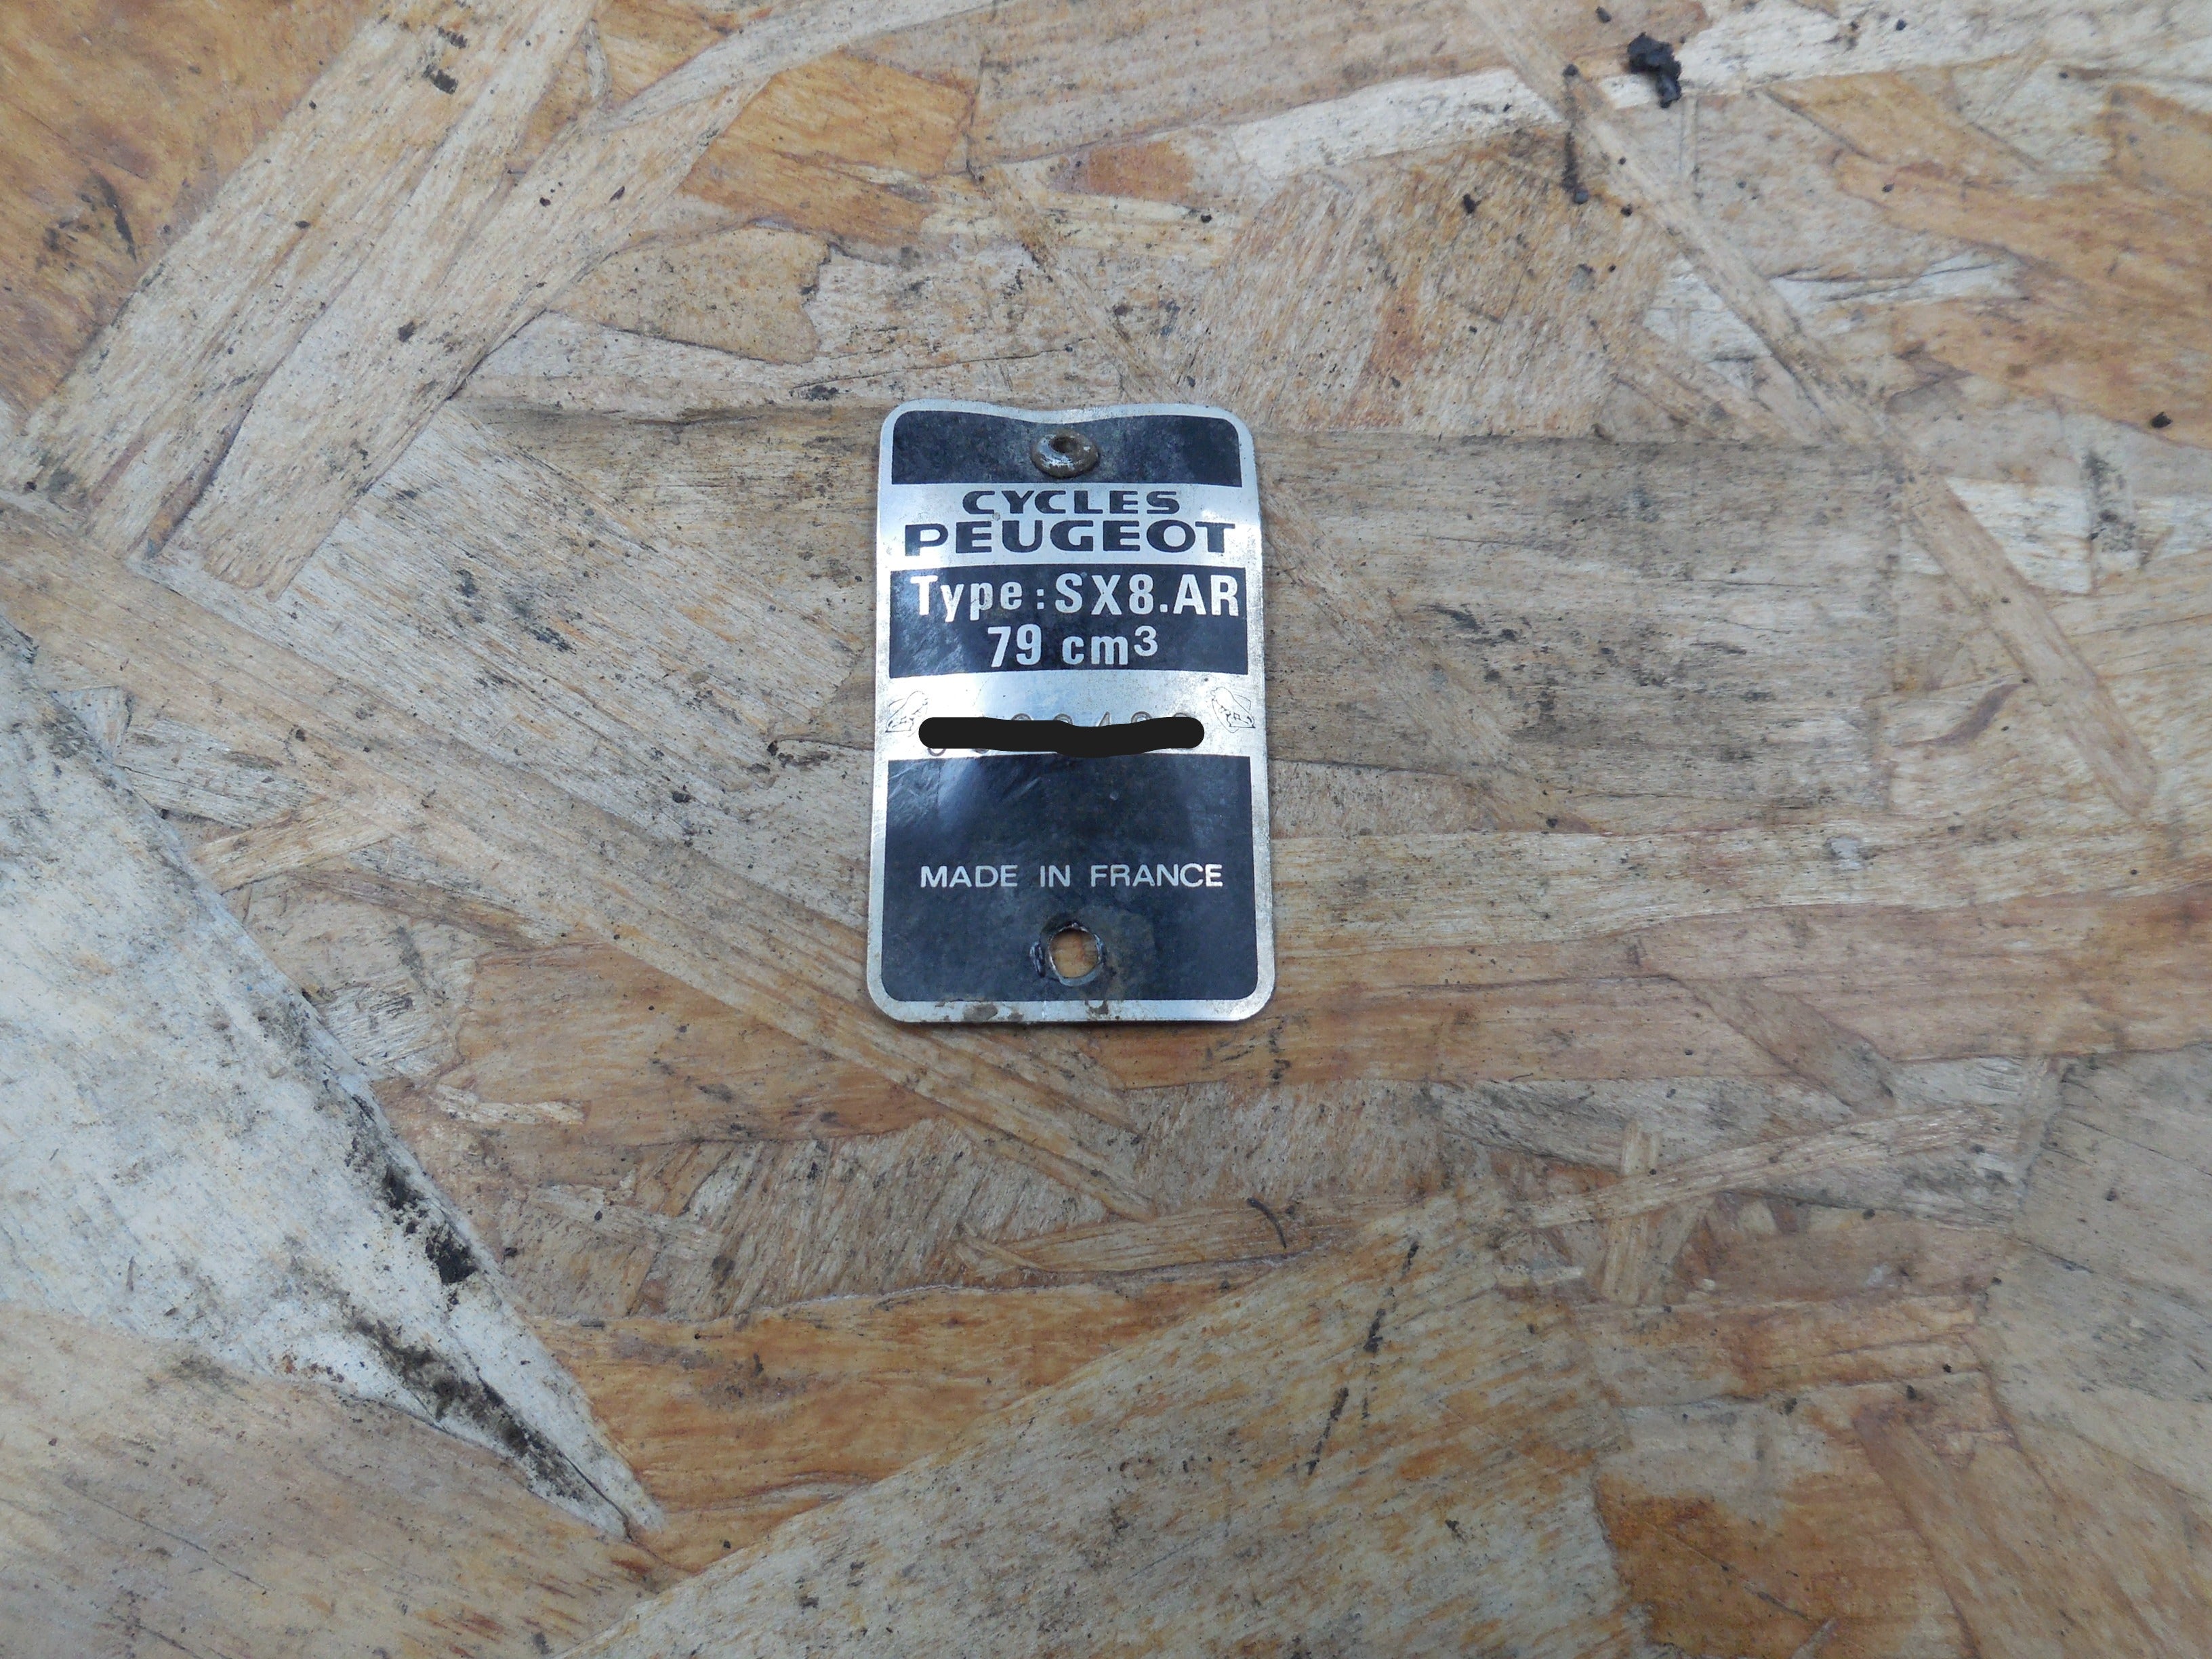 CYCLES
PEUGEOT
Type : SX8.AR
79 cm³
MADE IN FRANCE